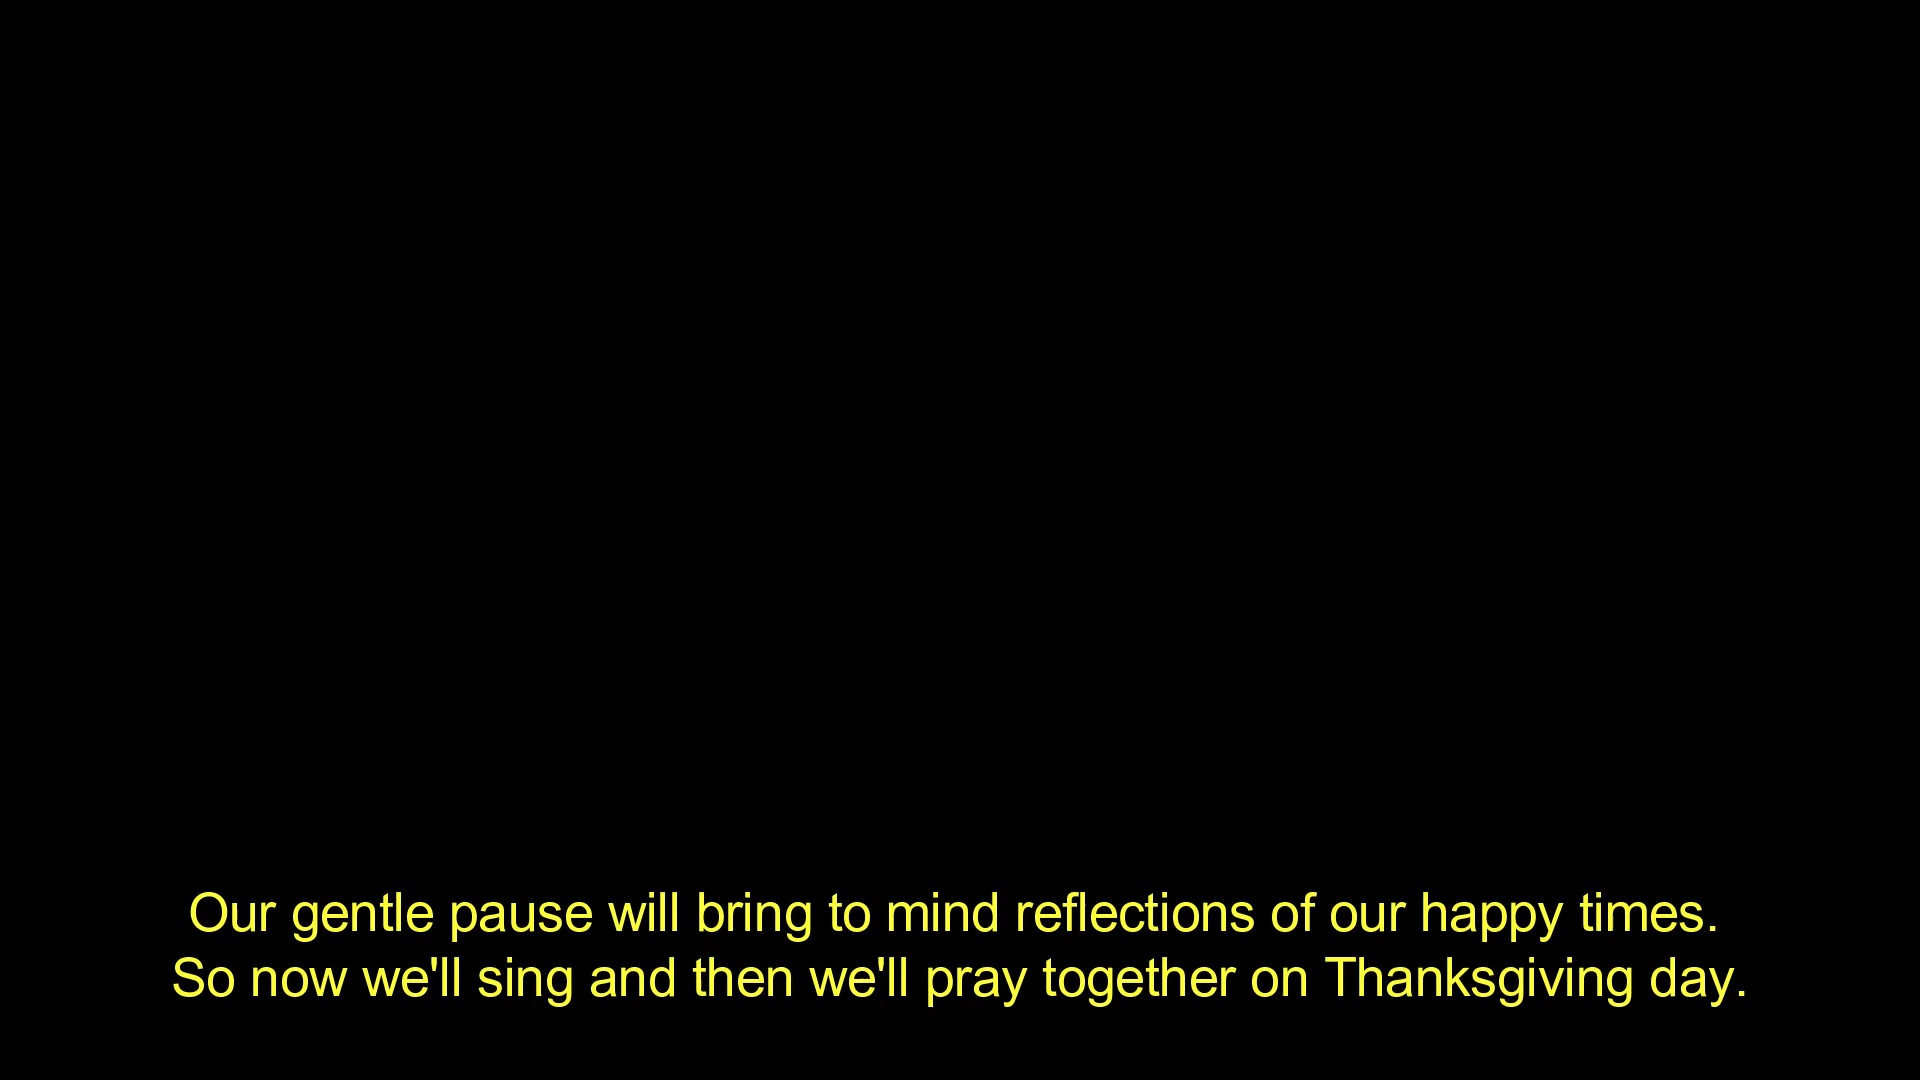 Our gentle pause will bring to mind reflections of our happy times.
So now we'll sing and then we'll pray together on Thanksgiving day.